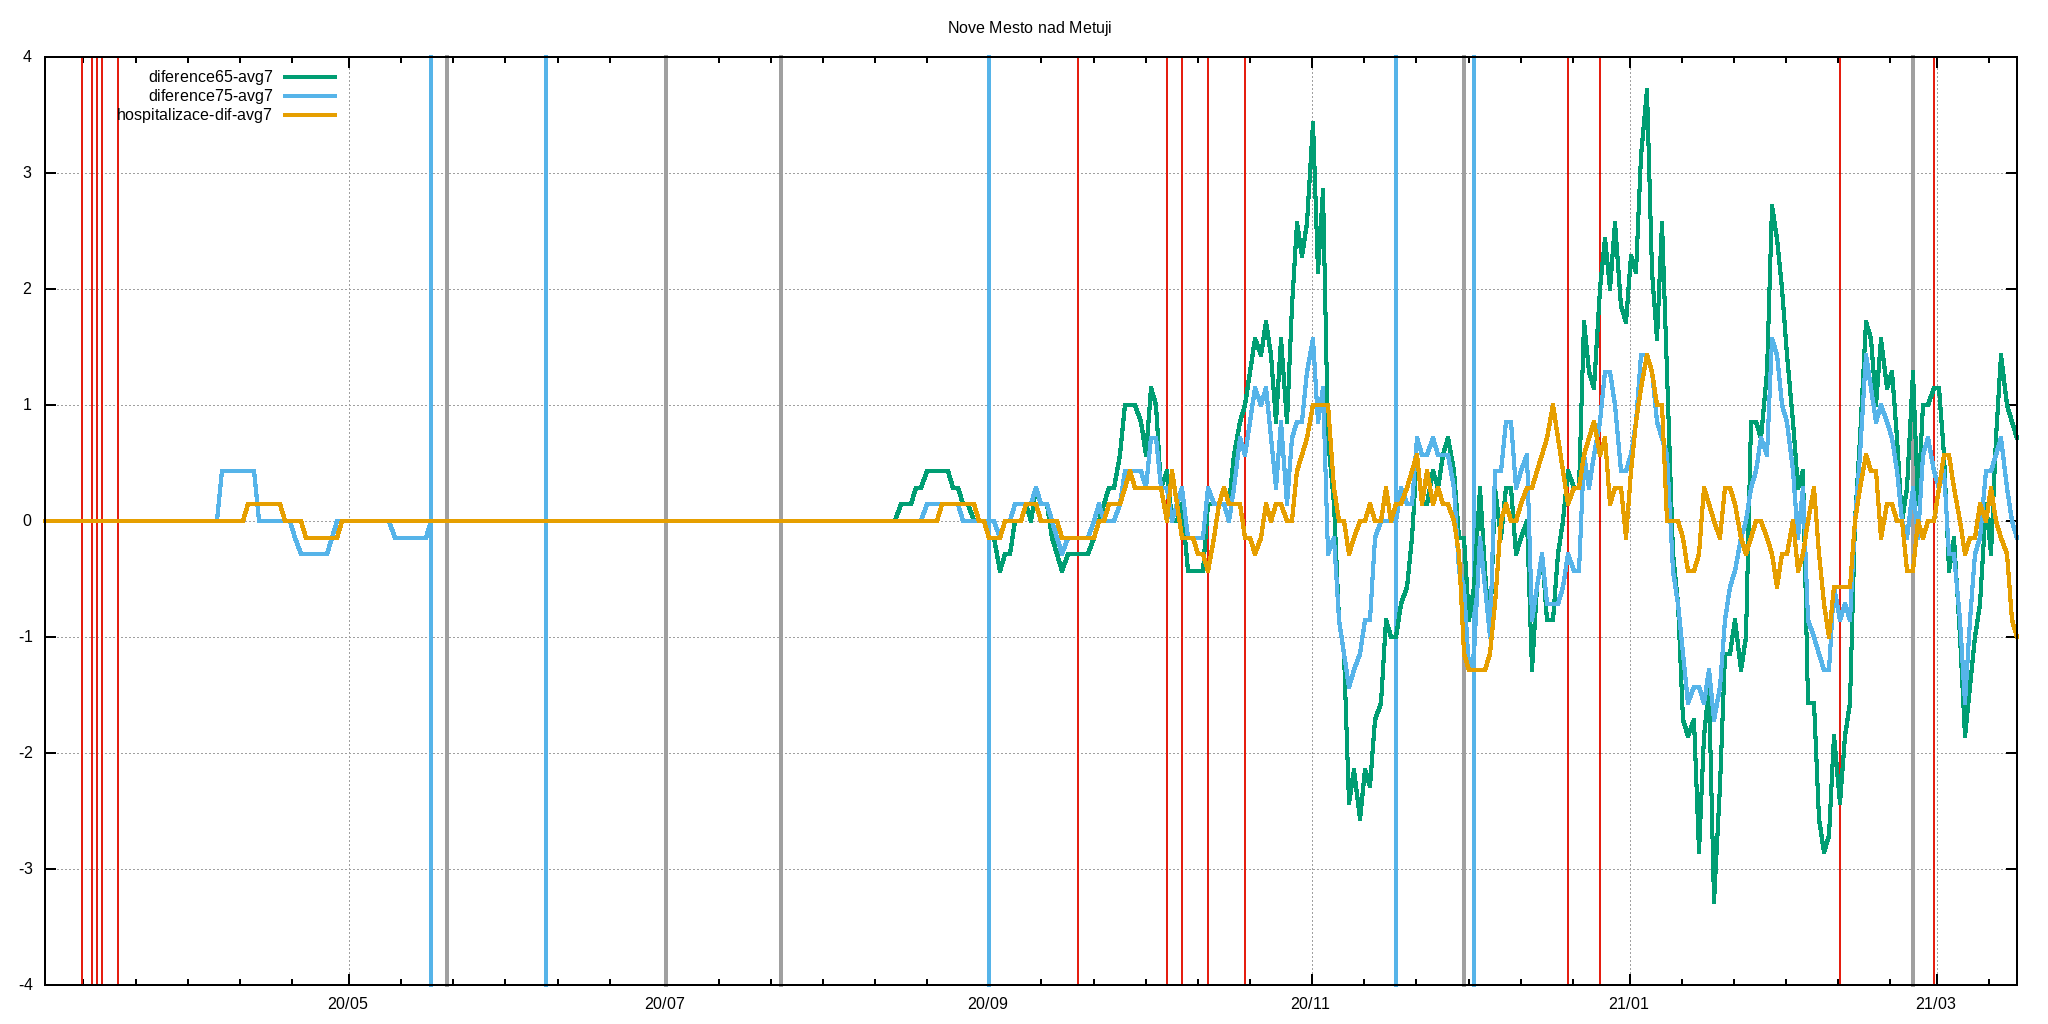 Nove Mesto nad Metuji
diference65-avg7
diference75-avg7
hospitalizace-dif-avg7
4
3
2
1
0
-1
-2
-3
-4
20/05 20/07 20/09 20/11 21/01 21/03